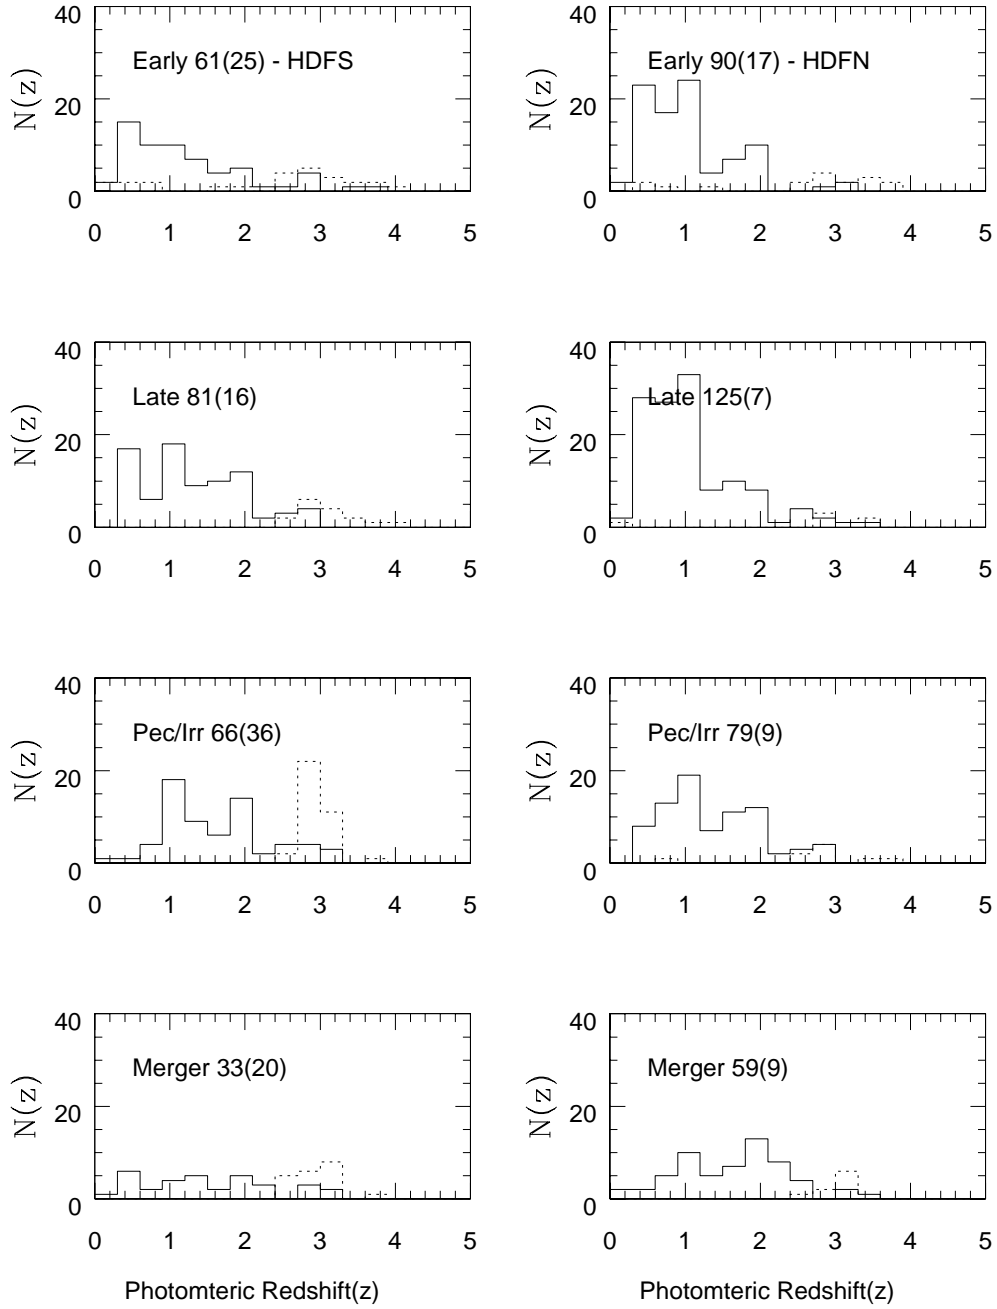 40
20
0
N(z)
Early 61(25) - HDFS
0 1 2 3 4 5
40
20
0
N(z)
Early 90(17) - HDFN
0 1 2 3 4 5
40
20
0
N(z)
Late 81(16)
0 1 2 3 4 5
40
20
0
N(z)
Late 125(7)
0 1 2 3 4 5
40
20
0
N(z)
Pec/Irr 66(36)
0 1 2 3 4 5
40
20
0
N(z)
Pec/Irr 79(9)
0 1 2 3 4 5
40
20
0
N(z)
Merger 33(20)
0 1 2 3 4 5
Photomteric Redshift(z)
40
20
0
N(z)
Merger 59(9)
0 1 2 3 4 5
Photomteric Redshift(z)